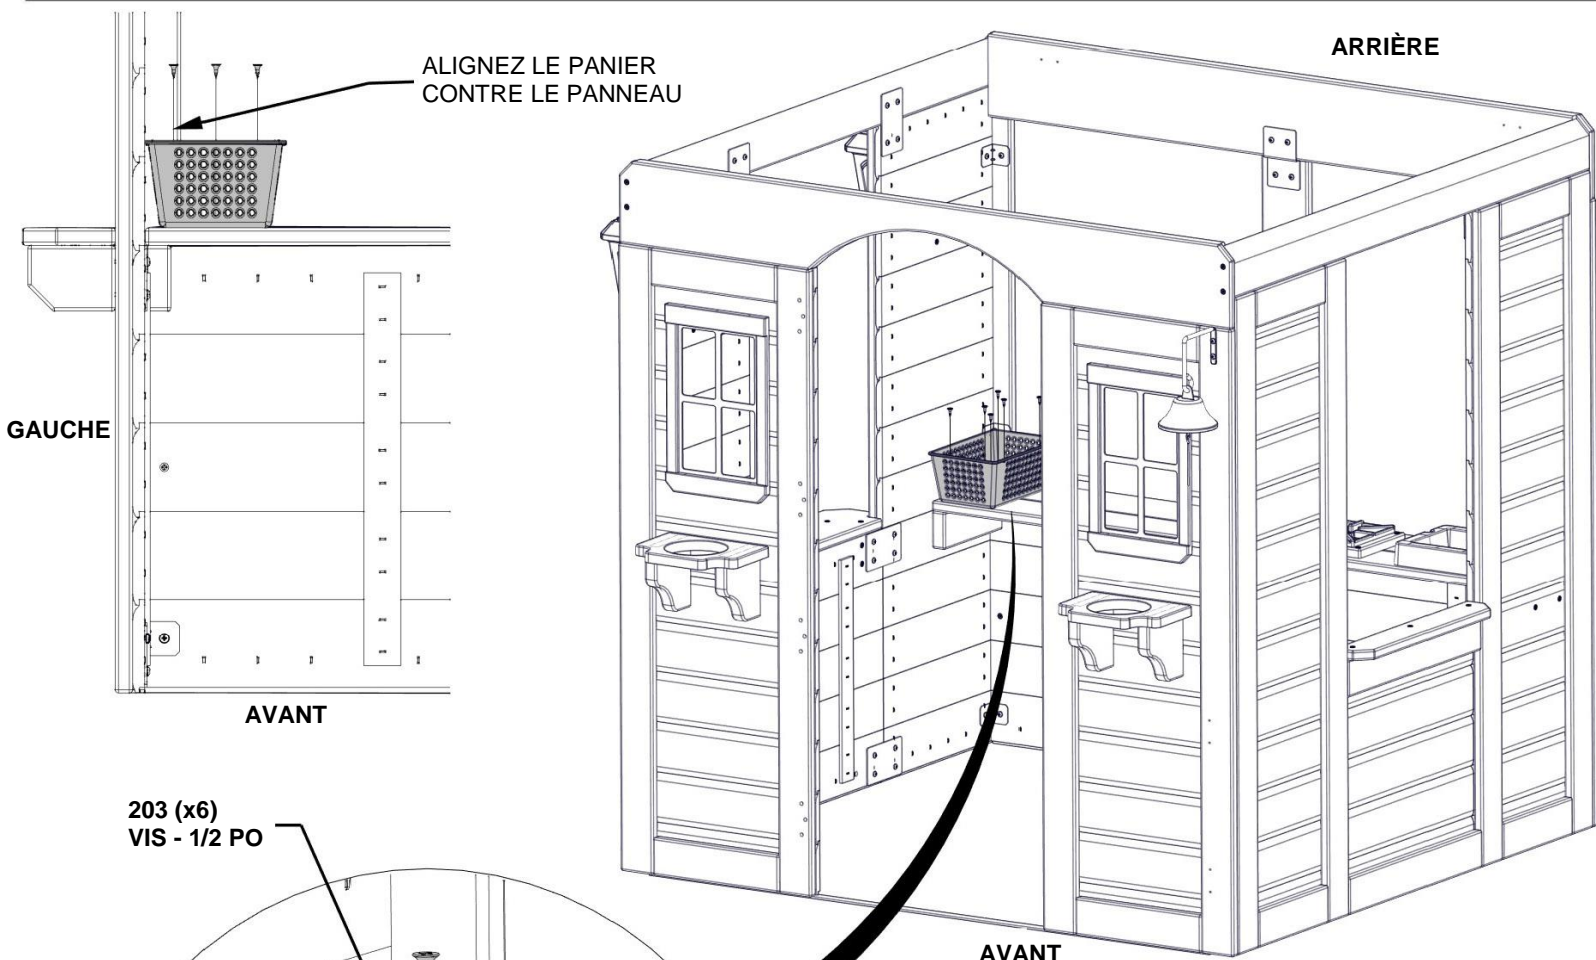 ARRIÈRE
ALIGNEZ LE PANIER
CONTRE LE PANNEAU
GAUCHE
AVANT
203 (x6)
VIS - 1/2 PO
AVANT